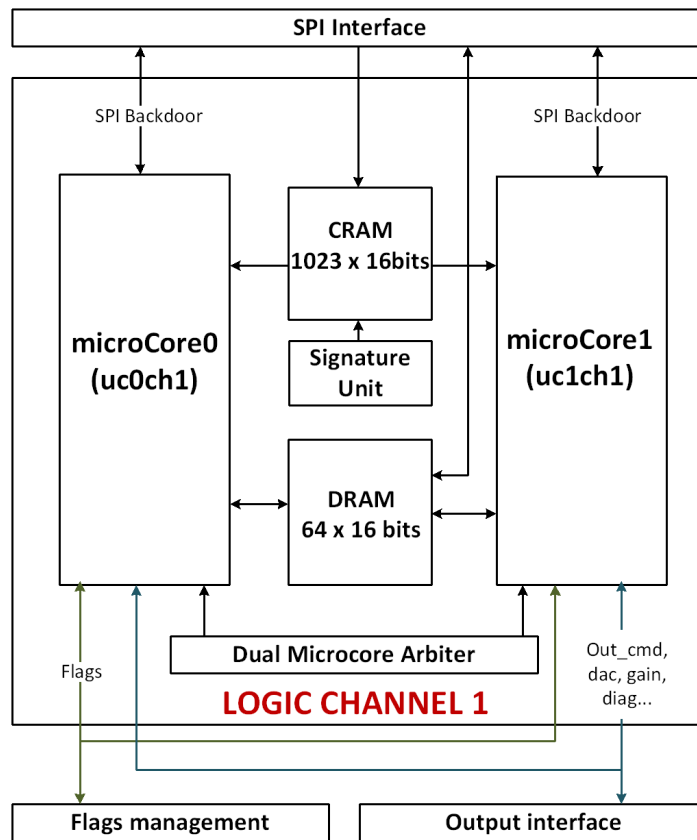 SPI Interface
SPI Backdoor
SPI Backdoor
CRAM
1023 x 16bits
microCore0
(uc0ch1)
microCore1
(uc1ch1)
Signature
Unit
DRAM
64 x 16 bits
Dual Microcore Arbiter
Flags
Out_cmd,
dac, gain,
diag...
LOGIC CHANNEL 1
Flags management
Output interface